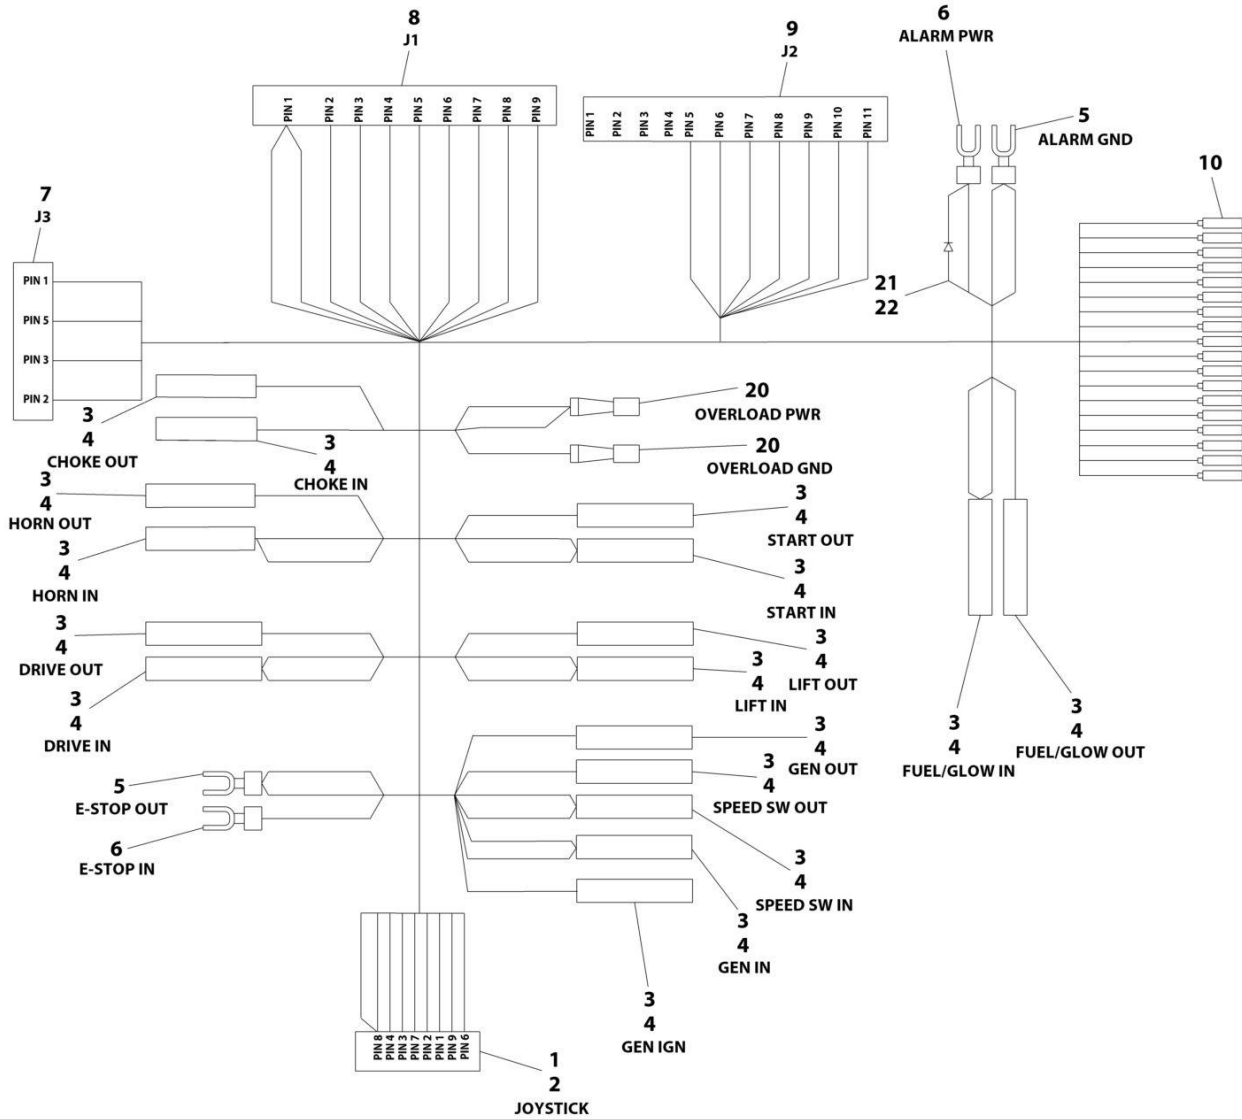 8
J1
9
J2
6
ALARM PWR
5
ALARM GND
10
PIN 1
PIN 2
PIN 3
PIN 4
PIN 5
PIN 6
PIN 7
PIN 8
PIN 9
PIN 1
PIN 2
PIN 3
PIN 4
PIN 5
PIN 6
PIN 7
PIN 8
PIN 9
PIN 10
PIN 11
7
J3
PIN 1
PIN 5
PIN 3
PIN 2
21
22
3
4
CHOKE OUT
3
4
CHOKE IN
20
OVERLOAD PWR
20
OVERLOAD GND
3
4
HORN OUT
3
4
HORN IN
3
4
START OUT
3
4
START IN
3
4
DRIVE OUT
3
4
DRIVE IN
3
4
LIFT OUT
3
4
LIFT IN
3
4
GEN OUT
3
4
SPEED SW OUT
3
4
FUEL/GLOW IN
3
4
FUEL/GLOW OUT
5
E-STOP OUT
6
E-STOP IN
3
4
SPEED SW IN
3
4
GEN IN
3
4
GEN IGN
PIN 8
PIN 4
PIN 3
PIN 7
PIN 2
PIN 1
PIN 9
PIN 6
1
2
JOYSTICK